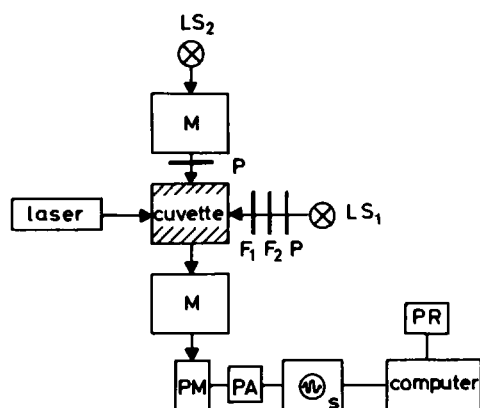 LS₂
M
P
laser
cuvette
LS₁
F₁ F₂ P
M
PR
PM
PA
S
computer